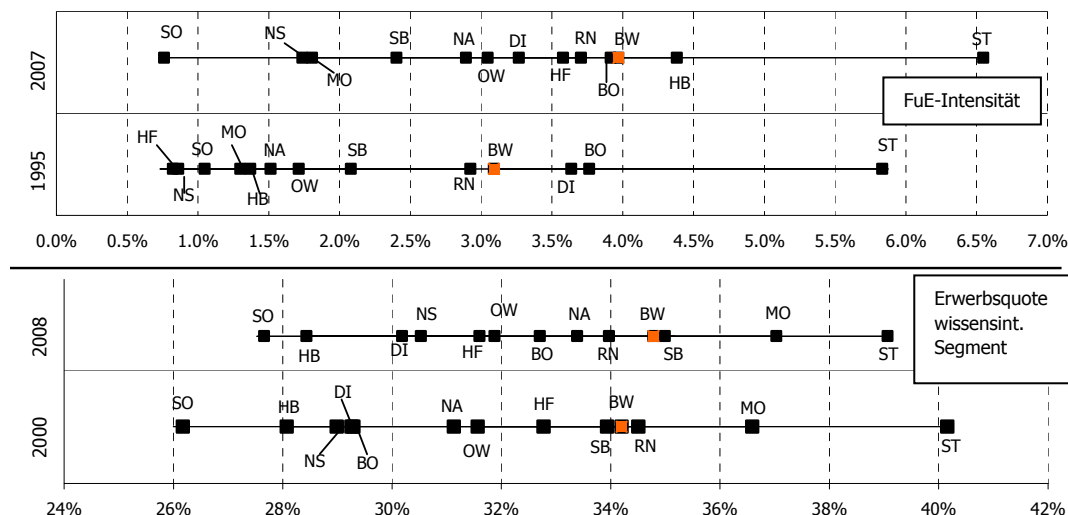 SO NS MO SB NA OW DI HF RN BO BW HB ST
2007
FuE-Intensität
HF NS SO MO HB NA OW SB RN BW DI BO ST
1995
0.0% 0.5% 1.0% 1.5% 2.0% 2.5% 3.0% 3.5% 4.0% 4.5% 5.0% 5.5% 6.0% 6.5% 7.0%
SO HB DI NS HF OW BO NA RN BW SB MO ST
2008
Erwerbsquote
wissensint.
Segment
SO HB NS DI BO NA OW HF SB BW RN MO ST
2000
24% 26% 28% 30% 32% 34% 36% 38% 40% 42%